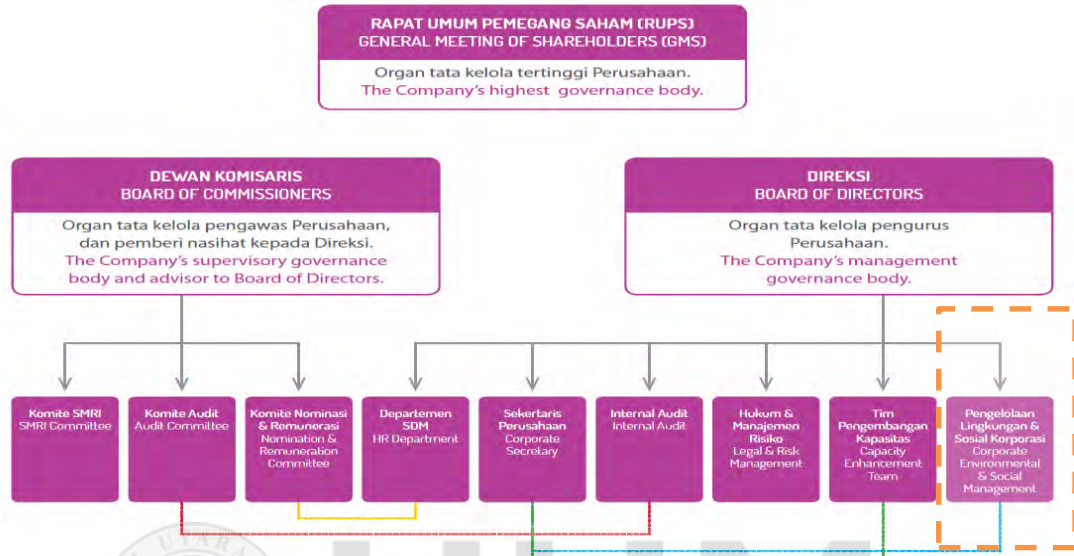 RAPAT UMUM PEMEGANG SAHAM (RUPS)
GENERAL MEETING OF SHAREHOLDERS (GMS)
Organ tata kelola tertinggi Perusahaan.
The Company's highest governance body.
DEWAN KOMISARIS
BOARD OF COMMISSIONERS
Organ tata kelola pengawas Perusahaan,
dan pemberi nasihat kepada Direksi.
The Company's supervisory governance
body and advisor to Board of Directors.
DIREKSI
BOARD OF DIRECTORS
Organ tata kelola pengurus
Perusahaan.
The Company's management
governance body.
Komite SMRI
SMRI Committee
Komite Audit
Audit Committee
Komite Nominasi
& Remunerasi
Nomination &
Remuneration
Committee
Departemen
SDM
HR Department
Sekertaris
Perusahaan
Corporate
Secretary
Internal Audit
Internal Audit
Hukum &
Manajemen
Risiko
Legal & Risk
Management
Tim
Pengembangan
Kapasitas
Capacity
Enhancement
Team
Pengelolaan
Lingkungan &
Sosial Korporasi
Corporate
Environmental
& Social
Management
UTARA